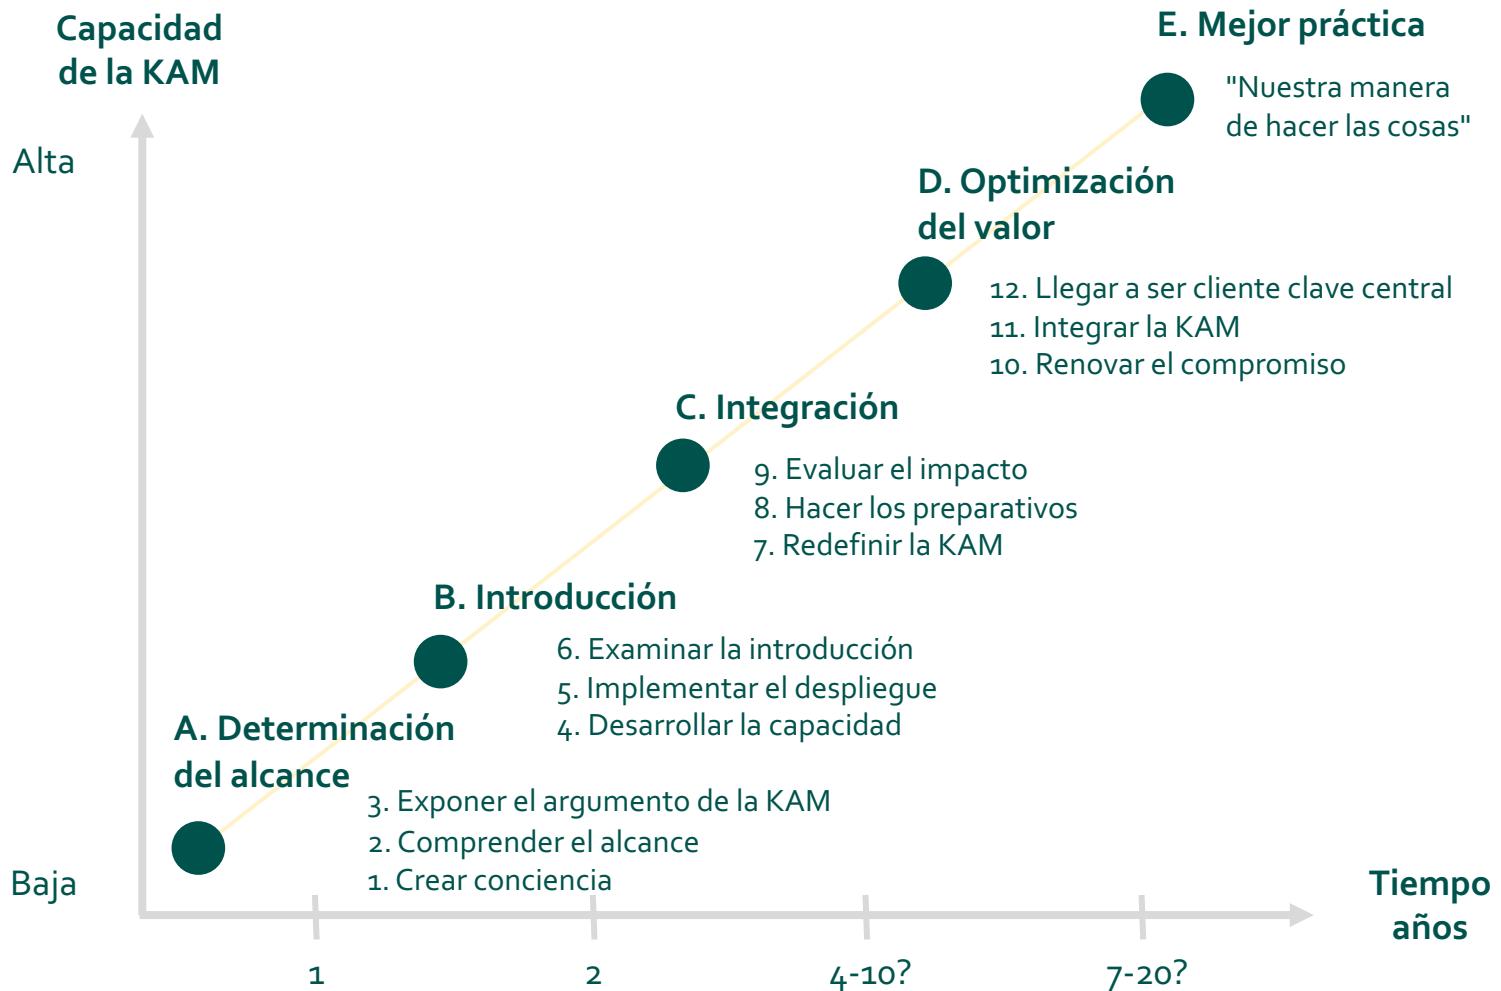 Capacidad
de la KAM
Alta
E. Mejor práctica
"Nuestra manera
de hacer las cosas"
D. Optimización
del valor
12. Llegar a ser cliente clave central
11. Integrar la KAM
10. Renovar el compromiso
C. Integración
9. Evaluar el impacto
8. Hacer los preparativos
7. Redefinir la KAM
B. Introducción
6. Examinar la introducción
5. Implementar el despliegue
4. Desarrollar la capacidad
A. Determinación
del alcance
3. Exponer el argumento de la KAM
2. Comprender el alcance
1. Crear conciencia
Baja
Tiempo
años
1
2
4-10?
7-20?